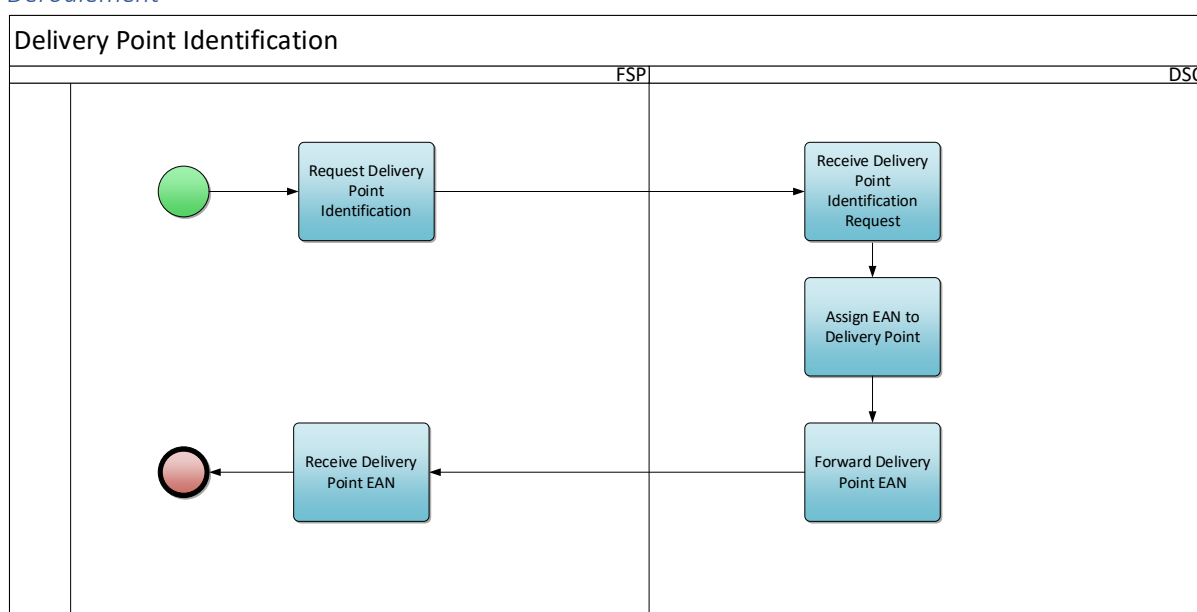 Déroulement
Delivery Point Identification
FSP
Request Delivery
Point
Identification
Receive Delivery
Point
Identification
Request
Assign EAN to
Delivery Point
Receive Delivery
Point EAN
Forward Delivery
Point EAN